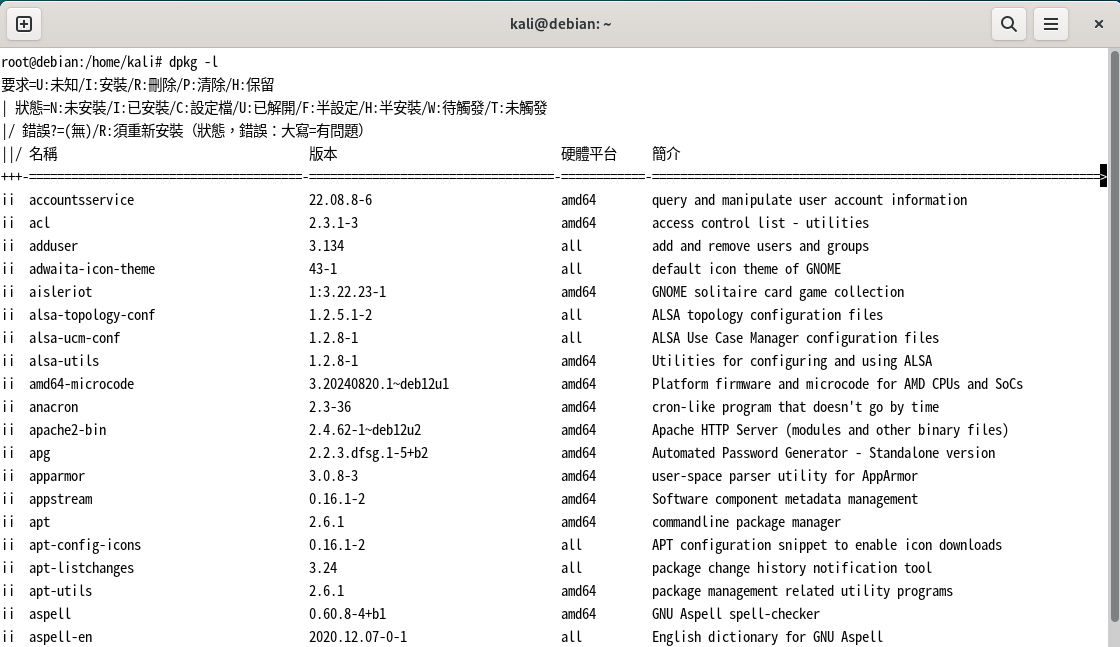 kali@debian: ~
root@debian:/home/kali# dpkg -l
要求=U:未知/I:安裝/R:刪除/P:清除/H:保留
| 狀態=N:未安裝/I:已安裝/C:設定檔/U:已解開/F:半設定/H:半安裝/W:待觸發/T:未觸發
|/ 錯誤?=(無)/R:須重新安裝（狀態，錯誤：大寫=有問題）
||/ 名稱 版本 硬體平台 簡介
+++-=======================================-===================================-============-================================================================>
ii accountsservice 22.08.8-6 amd64 query and manipulate user account information
ii acl 2.3.1-3 amd64 access control list - utilities
ii adduser 3.134 all add and remove users and groups
ii adwaita-icon-theme 43-1 all default icon theme of GNOME
ii aisleriot 1:3.22.23-1 amd64 GNOME solitaire card game collection
ii alsa-topology-conf 1.2.5.1-2 all ALSA topology configuration files
ii alsa-ucm-conf 1.2.8-1 all ALSA Use Case Manager configuration files
ii alsa-utils 1.2.8-1 amd64 Utilities for configuring and using ALSA
ii amd64-microcode 3.20240820.1~deb12u1 amd64 Platform firmware and microcode for AMD CPUs and SoCs
ii anacron 2.3-36 amd64 cron-like program that doesn't go by time
ii apache2-bin 2.4.62-1~deb12u2 amd64 Apache HTTP Server (modules and other binary files)
ii apg 2.2.3.dfsg.1-5+b2 amd64 Automated Password Generator - Standalone version
ii apparmor 3.0.8-3 amd64 user-space parser utility for AppArmor
ii appstream 0.16.1-2 amd64 Software component metadata management
ii apt 2.6.1 amd64 commandline package manager
ii apt-config-icons 0.16.1-2 all APT configuration snippet to enable icon downloads
ii apt-listchanges 3.24 all package change history notification tool
ii apt-utils 2.6.1 amd64 package management related utility programs
ii aspell 0.60.8-4+b1 amd64 GNU Aspell spell-checker
ii aspell-en 2020.12.07-0-1 all English dictionary for GNU Aspell